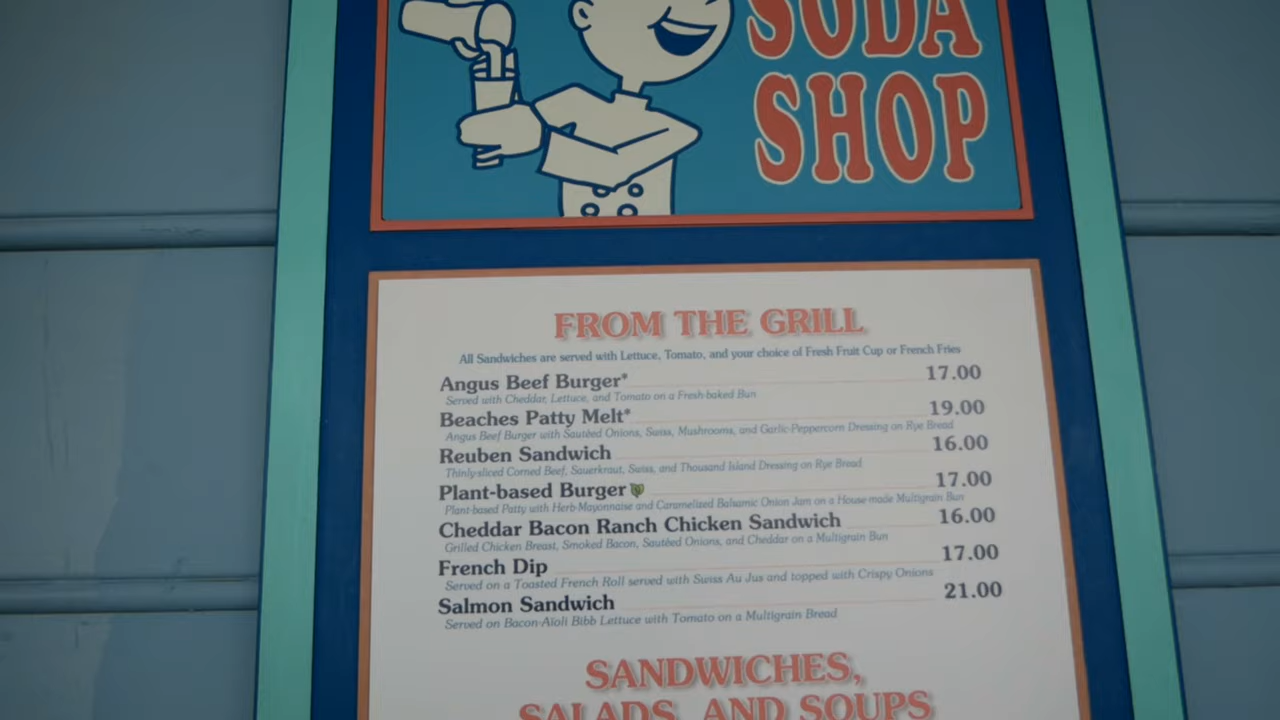 SODA
SHOP
FROM THE GRILL
All Sandwiches are served with Lettuce, Tomato, and your choice of Fresh Fruit Cup or French Fries
Angus Beef Burger* 17.00
Served with Cheddar, Lettuce, and Tomato on a Fresh-baked Bun
Beaches Patty Melt* 19.00
Angus Beef Burger with Sautéed Onions, Swiss, Mushrooms, and Garlic-Peppercorn Dressing on Rye Bread
Reuben Sandwich 16.00
Thinly-sliced Corned Beef, Sauerkraut, Swiss, and Thousand Island Dressing on Rye Bread
Plant-based Burger 17.00
Plant-based Patty with Herb-Mayonnaise and Caramelized Balsamic Onion Jam on a House-made Multigrain Bun
Cheddar Bacon Ranch Chicken Sandwich 16.00
Grilled Chicken Breast, Smoked Bacon, Sautéed Onions, and Cheddar on a Multigrain Bun
French Dip 17.00
Served on a Toasted French Roll served with Swiss Au Jus and topped with Crispy Onions
Salmon Sandwich 21.00
Served on Bacon-Aïoli Bibb Lettuce with Tomato on a Multigrain Bread
SANDWICHES,
SALADS, AND SOUPS